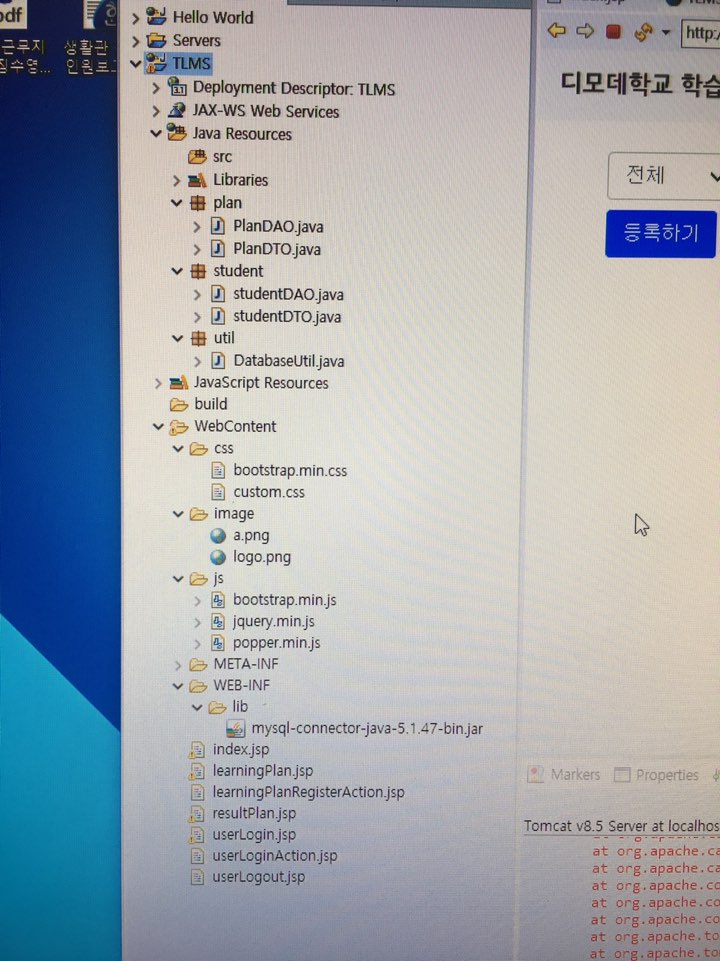 Hello World
Servers
TLMS
Deployment Descriptor: TLMS
JAX-WS Web Services
Java Resources
src
Libraries
plan
PlanDAO.java
PlanDTO.java
student
studentDAO.java
studentDTO.java
util
DatabaseUtil.java
JavaScript Resources
build
WebContent
css
bootstrap.min.css
custom.css
image
a.png
logo.png
js
bootstrap.min.js
jquery.min.js
popper.min.js
META-INF
WEB-INF
lib
mysql-connector-java-5.1.47-bin.jar
index.jsp
learningPlan.jsp
learningPlanRegisterAction.jsp
resultPlan.jsp
userLogin.jsp
userLoginAction.jsp
userLogout.jsp
df
근무지
생활관
인원보
http:/
디모데학교 학습
전체
등록하기
Markers
Properties
Tomcat v8.5 Server at localhos
at org.apache.ca
at org.apache.ca
at org.apache.co
at org.apache.co
at org.apache.co
at org.apache.to
at org.apache.to